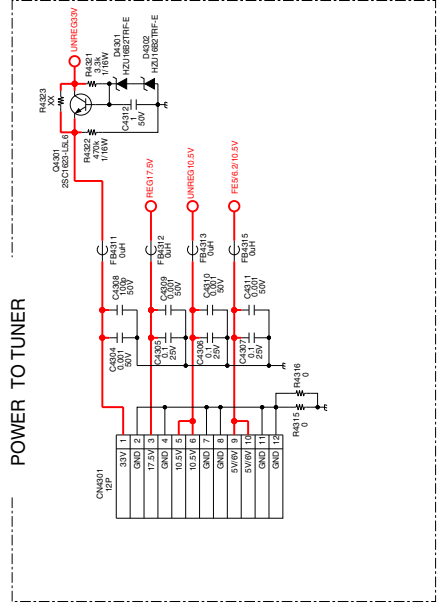 POWER TO TUNER
UNREG33V
R4321
3.3k
1/16W
D4301
HZU16B2TRF-E
D4302
HZU16B2TRF-E
R4323
XX
C4312
1
50V
Q4301
2SC1623-L5L6
R4322
470k
1/16W
REG17.5V
UNREG10.5V
FE5/6.2/10.5V
FB4311
0uH
FB4312
0uH
FB4313
0uH
FB4315
0uH
C4308
100p
50V
C4309
0.001
50V
C4310
0.001
50V
C4311
0.001
50V
C4304
0.001
50V
C4305
0.1
25V
C4306
0.1
25V
C4307
0.1
25V
R4316
0
R4315
0
CN4301
12P
33V 1
GND 2
17.5V 3
GND 4
10.5V 5
10.5V 6
GND 7
GND 8
5V/6V 9
5V/6V 10
GND 11
GND 12